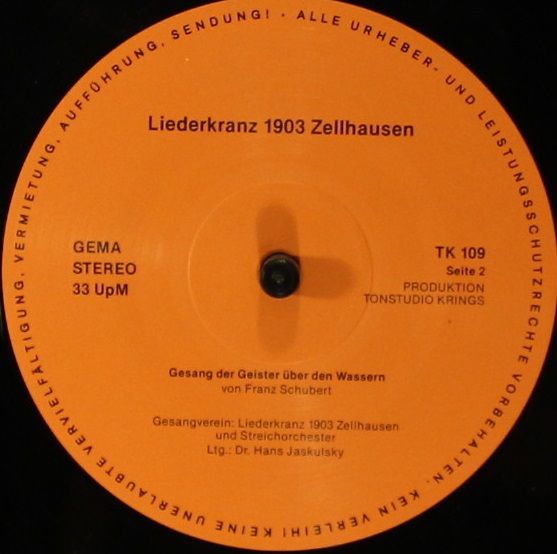 ALLE URHEBER- UND LEISTUNGSSCHUTZRECHTE VORBEHALTEN. KEIN VERLEIH! KEINE UNERLAUBTE VERVIELFÄLTIGUNG, VERMIETUNG, AUFFÜHRUNG, SENDUNG! ·
Liederkranz 1903 Zellhausen
GEMA
STEREO
33 UpM
TK 109
Seite 2
PRODUKTION
TONSTUDIO KRINGS
Gesang der Geister über den Wassern
von Franz Schubert
Gesangverein: Liederkranz 1903 Zellhausen
und Streichorchester
Ltg.: Dr. Hans Jaskulsky